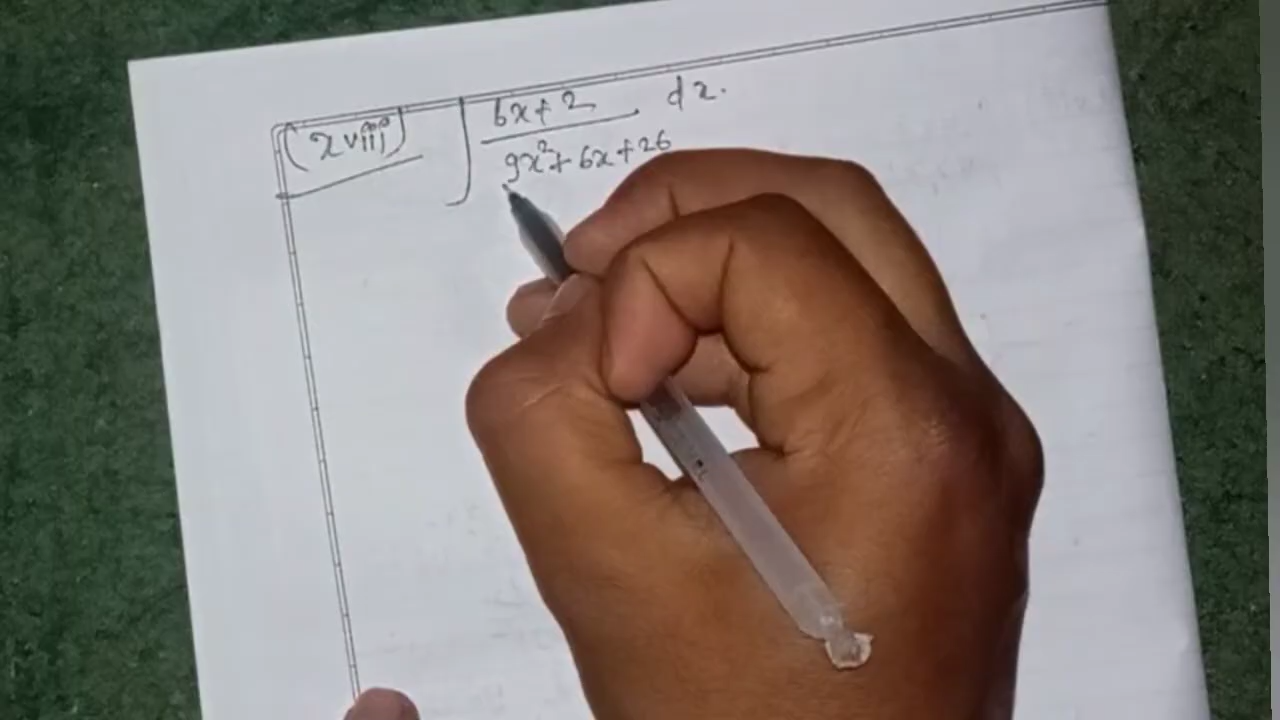 (xviii) ∫ 6x+2 / 9x²+6x+26 dx.